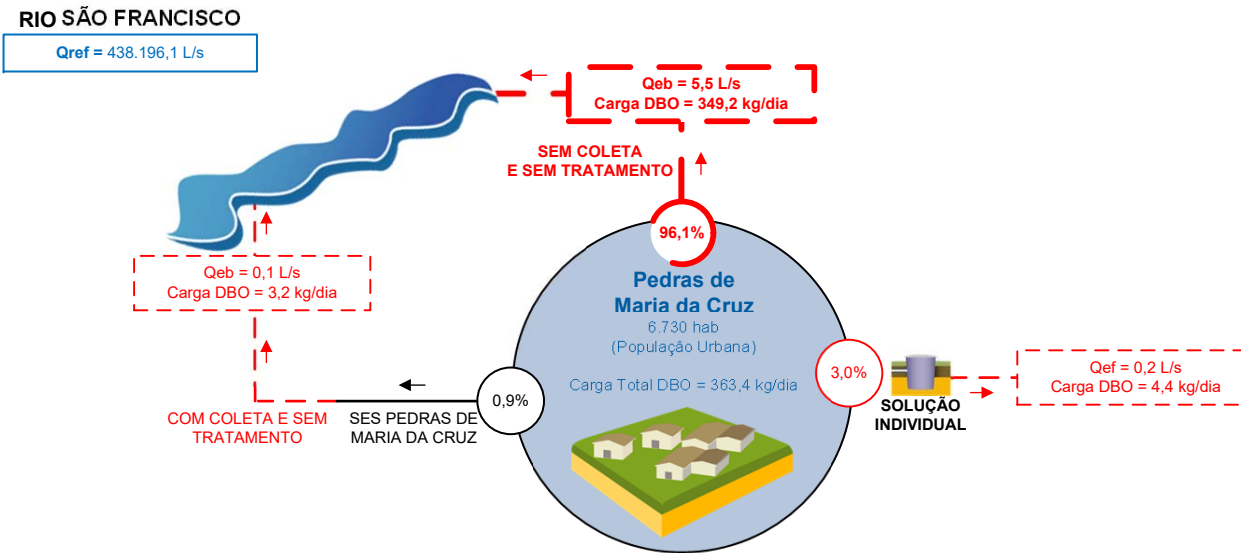 RIO SÃO FRANCISCO
Qref = 438.196,1 L/s
Qeb = 5,5 L/s
Carga DBO = 349,2 kg/dia
SEM COLETA
E SEM TRATAMENTO
96,1%
Qeb = 0,1 L/s
Carga DBO = 3,2 kg/dia
Pedras de
Maria da Cruz
6.730 hab
(População Urbana)
Carga Total DBO = 363,4 kg/dia
0,9%
COM COLETA E SEM
TRATAMENTO
SES PEDRAS DE
MARIA DA CRUZ
3,0%
SOLUÇÃO
INDIVIDUAL
Qef = 0,2 L/s
Carga DBO = 4,4 kg/dia